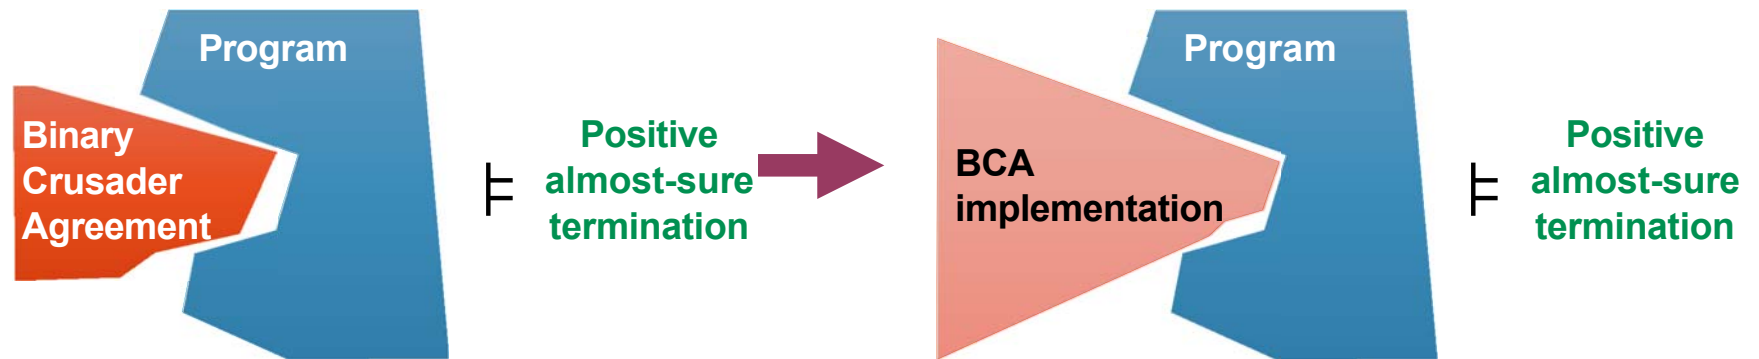 Program
Binary
Crusader
Agreement
⊨
Positive
almost-sure
termination
Program
BCA
implementation
⊨
Positive
almost-sure
termination